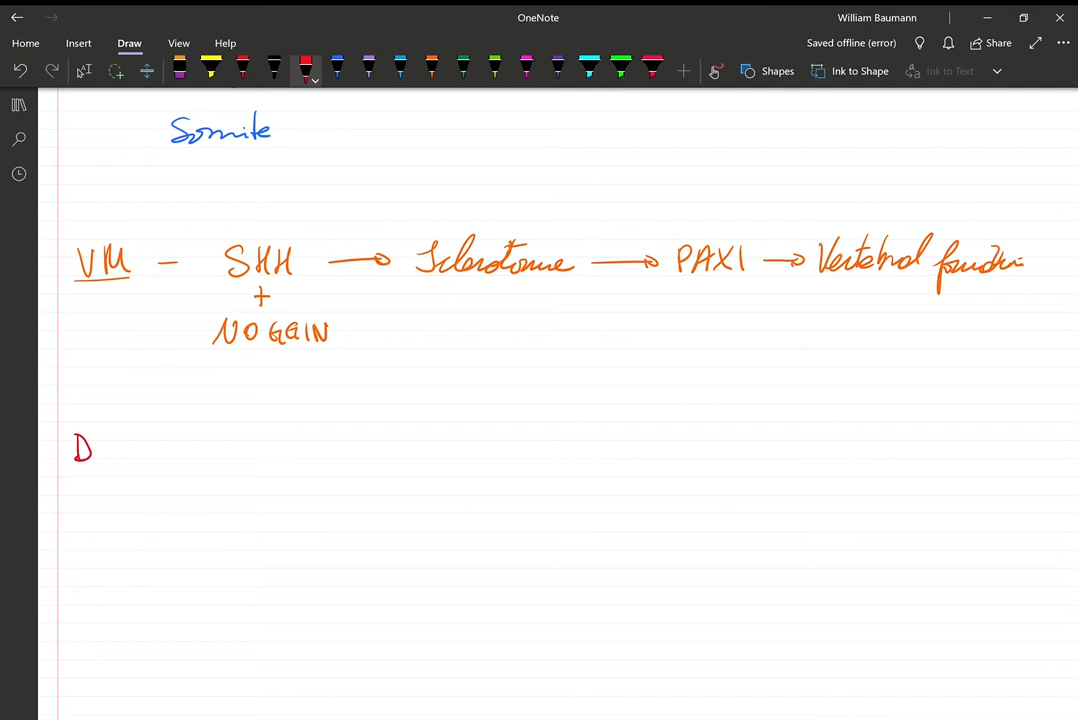 OneNote
William Baumann
Home Insert Draw View Help
Saved offline (error) Share
Shapes Ink to Shape Ink to Text
Somite
VM - SHH → Sclerotome → PAX1 → Vertebral
+
NOGGIN
D